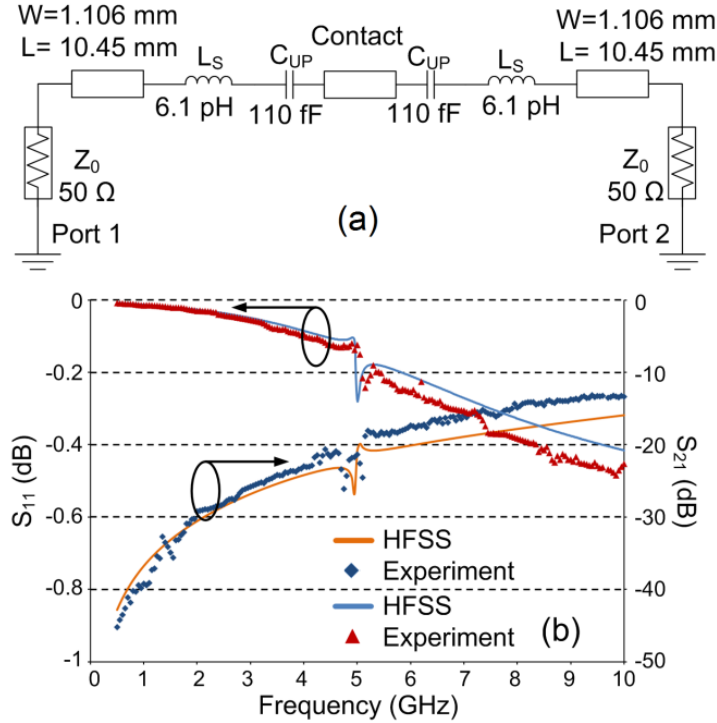 W=1.106 mm
L= 10.45 mm
L_S
6.1 pH
C_UP
110 fF
Contact
C_UP
110 fF
L_S
6.1 pH
W=1.106 mm
L= 10.45 mm
Z_0
50 Ω
Port 1
Z_0
50 Ω
Port 2
(a)
0
-0.2
-0.4
-0.6
-0.8
-1
S_11 (dB)
0
-10
-20
-30
-40
-50
S_21 (dB)
HFSS
Experiment
HFSS
Experiment
(b)
0 1 2 3 4 5 6 7 8 9 10
Frequency (GHz)